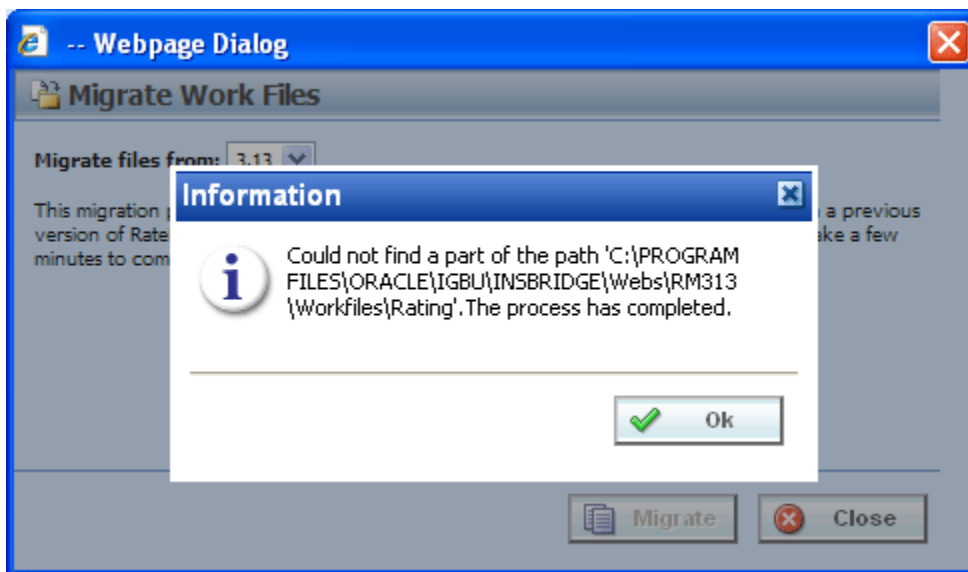 -- Webpage Dialog
Migrate Work Files
Migrate files from: 3.13
Information
This migration
a previous
version of Rate
ake a few
minutes to com
Could not find a part of the path 'C:\PROGRAM
FILES\ORACLE\IGBU\INSBRIDGE\Webs\RM313
\Workfiles\Rating'.The process has completed.
Ok
Migrate
Close